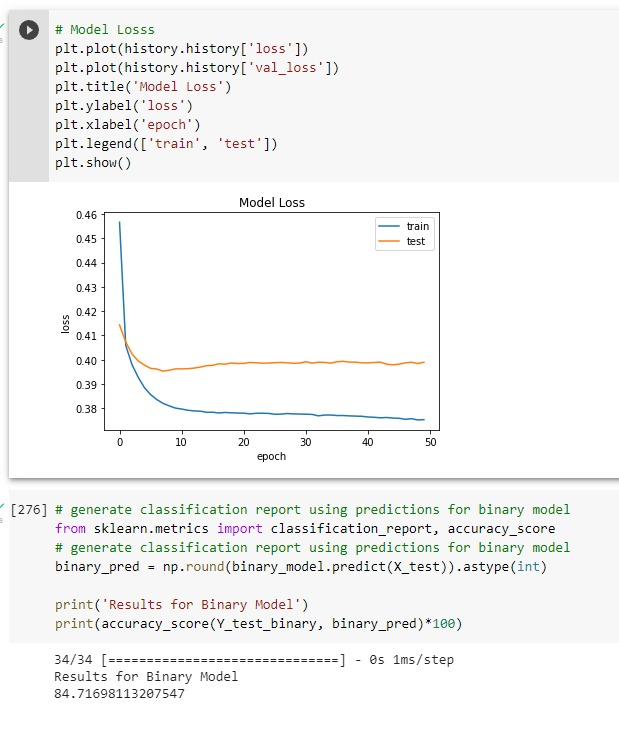 # Model Losss
plt.plot(history.history['loss'])
plt.plot(history.history['val_loss'])
plt.title('Model Loss')
plt.ylabel('loss')
plt.xlabel('epoch')
plt.legend(['train', 'test'])
plt.show()
Model Loss
train
test
0.46
0.45
0.44
0.43
0.42
0.41
0.40
0.39
0.38
loss
0 10 20 30 40 50
epoch
[276] # generate classification report using predictions for binary model
from sklearn.metrics import classification_report, accuracy_score
# generate classification report using predictions for binary model
binary_pred = np.round(binary_model.predict(X_test)).astype(int)
print('Results for Binary Model')
print(accuracy_score(Y_test_binary, binary_pred)*100)
34/34 [==============================] - 0s 1ms/step
Results for Binary Model
84.71698113207547